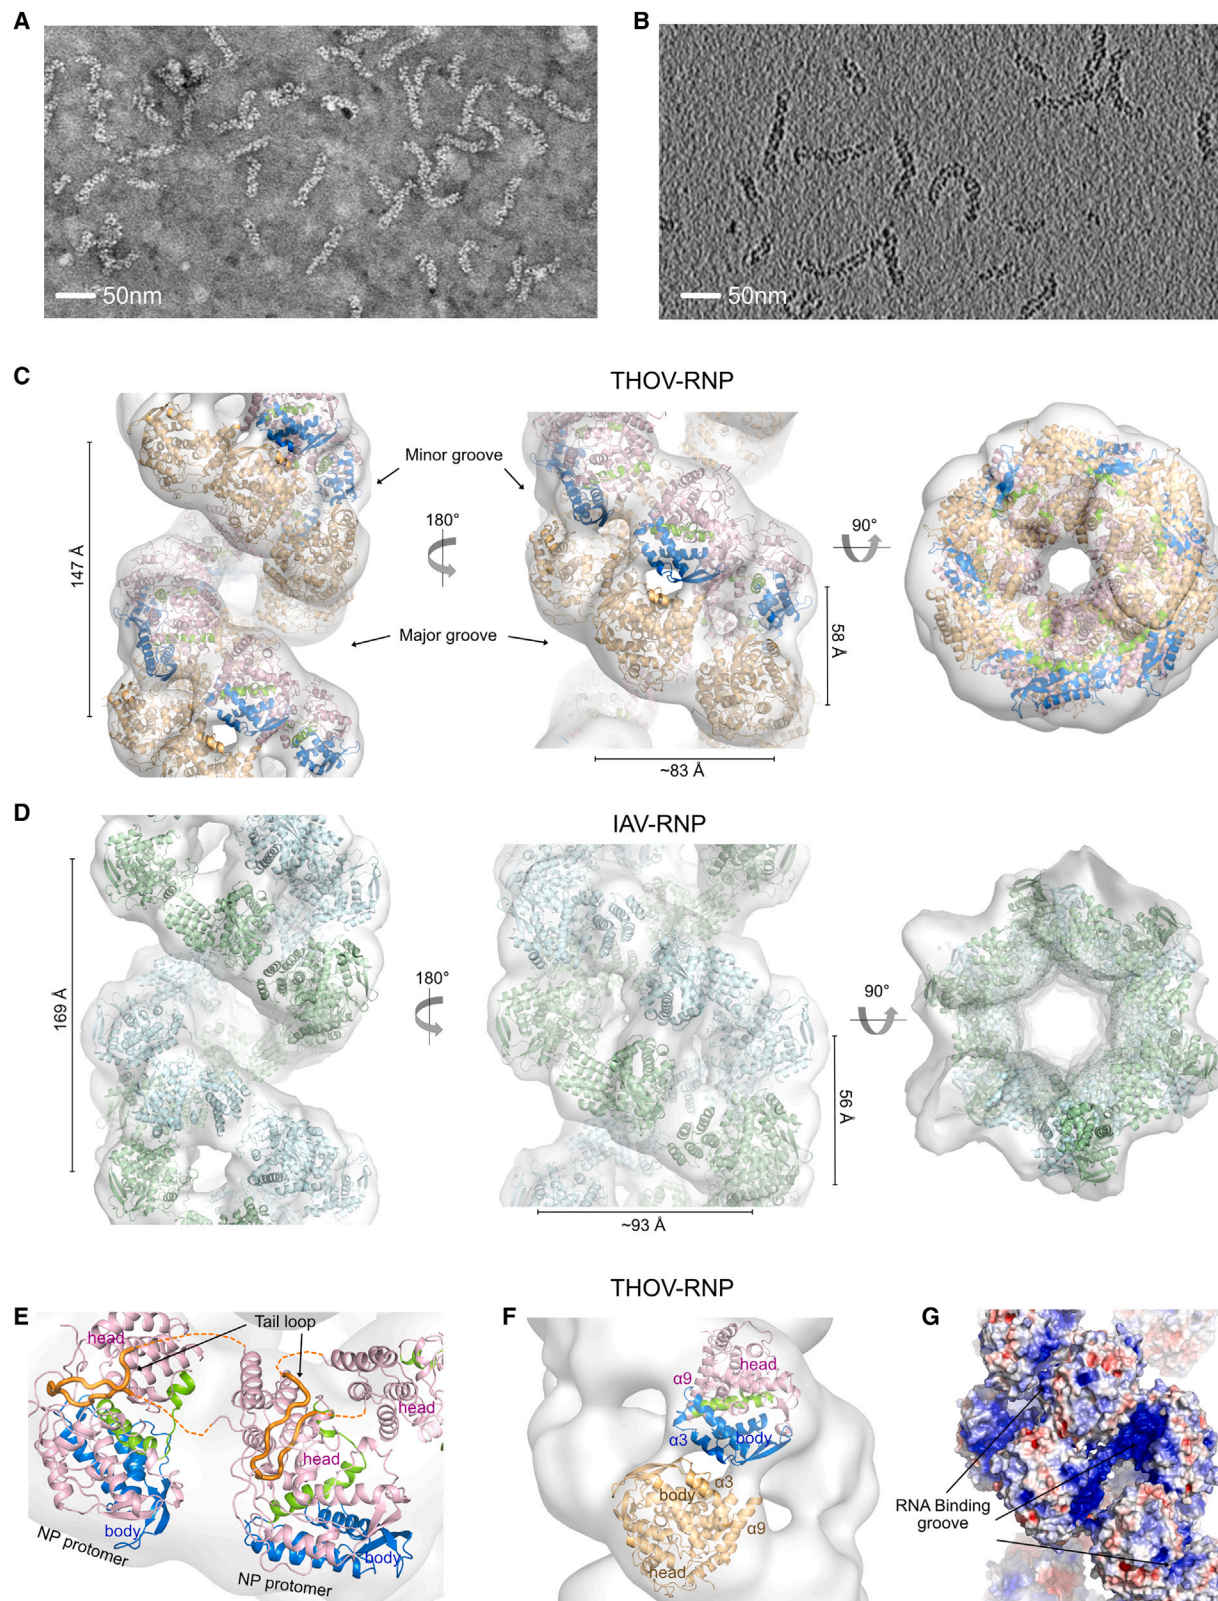 A
B
50nm
50nm
C
THOV-RNP
Minor groove
180°
90°
147 Å
Major groove
58 Å
~83 Å
D
IAV-RNP
180°
90°
169 Å
56 Å
~93 Å
THOV-RNP
E
Tail loop
head
head
head
body
body
NP protomer
NP protomer
F
head
α9
α3
body
body
α3
α9
head
G
RNA Binding
groove